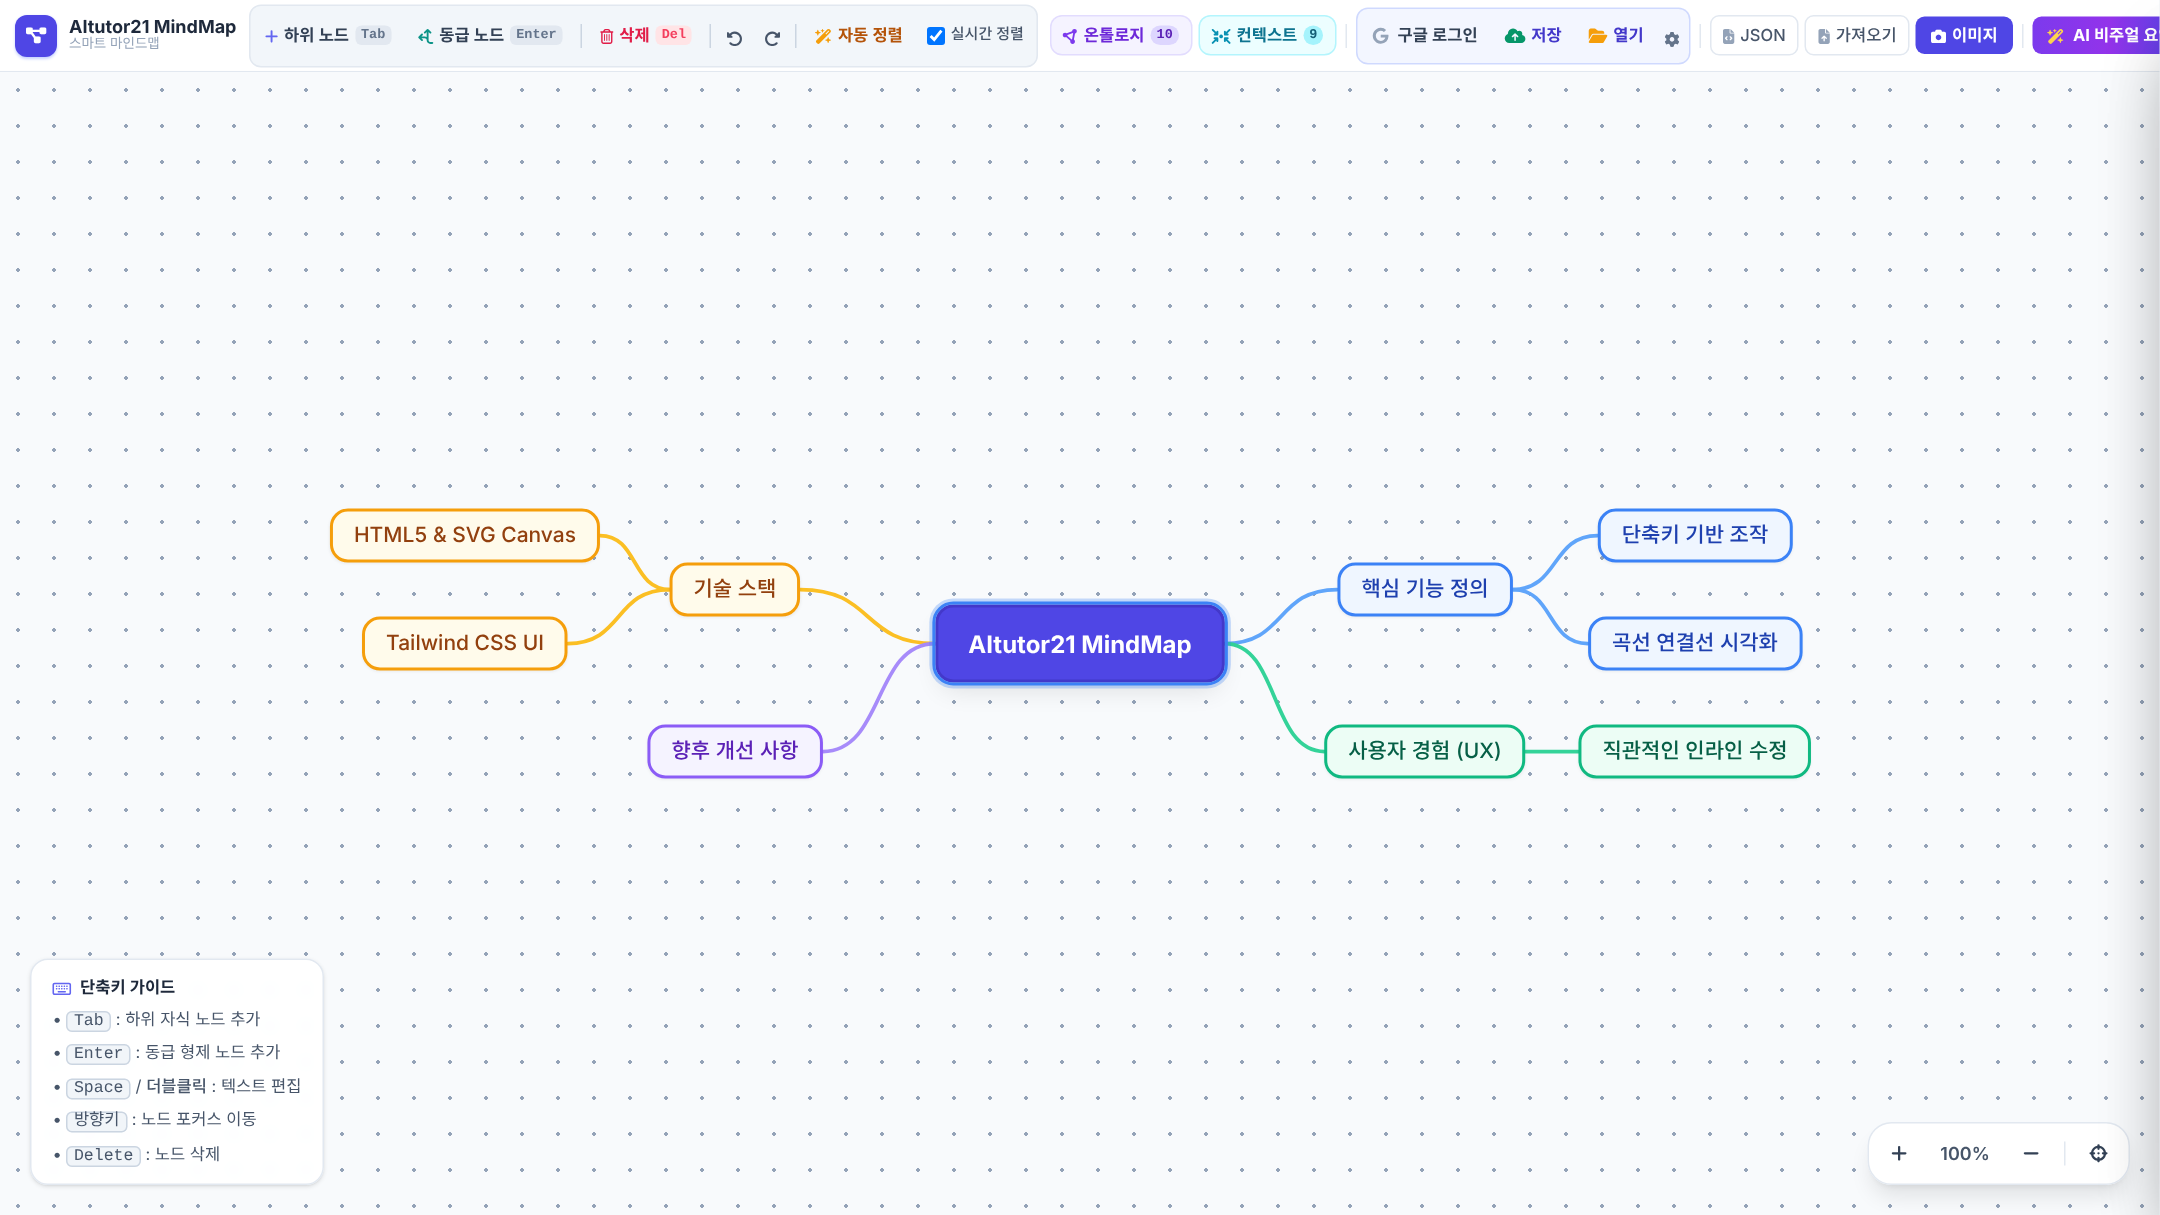 AItutor21 MindMap
스마트 마인드맵
하위 노드 Tab
동급 노드 Enter
삭제 Del
자동 정렬
실시간 정렬
온톨로지 10
컨텍스트 9
구글 로그인
저장
열기
JSON
가져오기
이미지
AI 비주얼
HTML5 & SVG Canvas
기술 스택
Tailwind CSS UI
향후 개선 사항
AItutor21 MindMap
핵심 기능 정의
단축키 기반 조작
곡선 연결선 시각화
사용자 경험 (UX)
직관적인 인라인 수정
단축키 가이드
• Tab : 하위 자식 노드 추가
• Enter : 동급 형제 노드 추가
• Space / 더블클릭 : 텍스트 편집
• 방향키 : 노드 포커스 이동
• Delete : 노드 삭제
100%